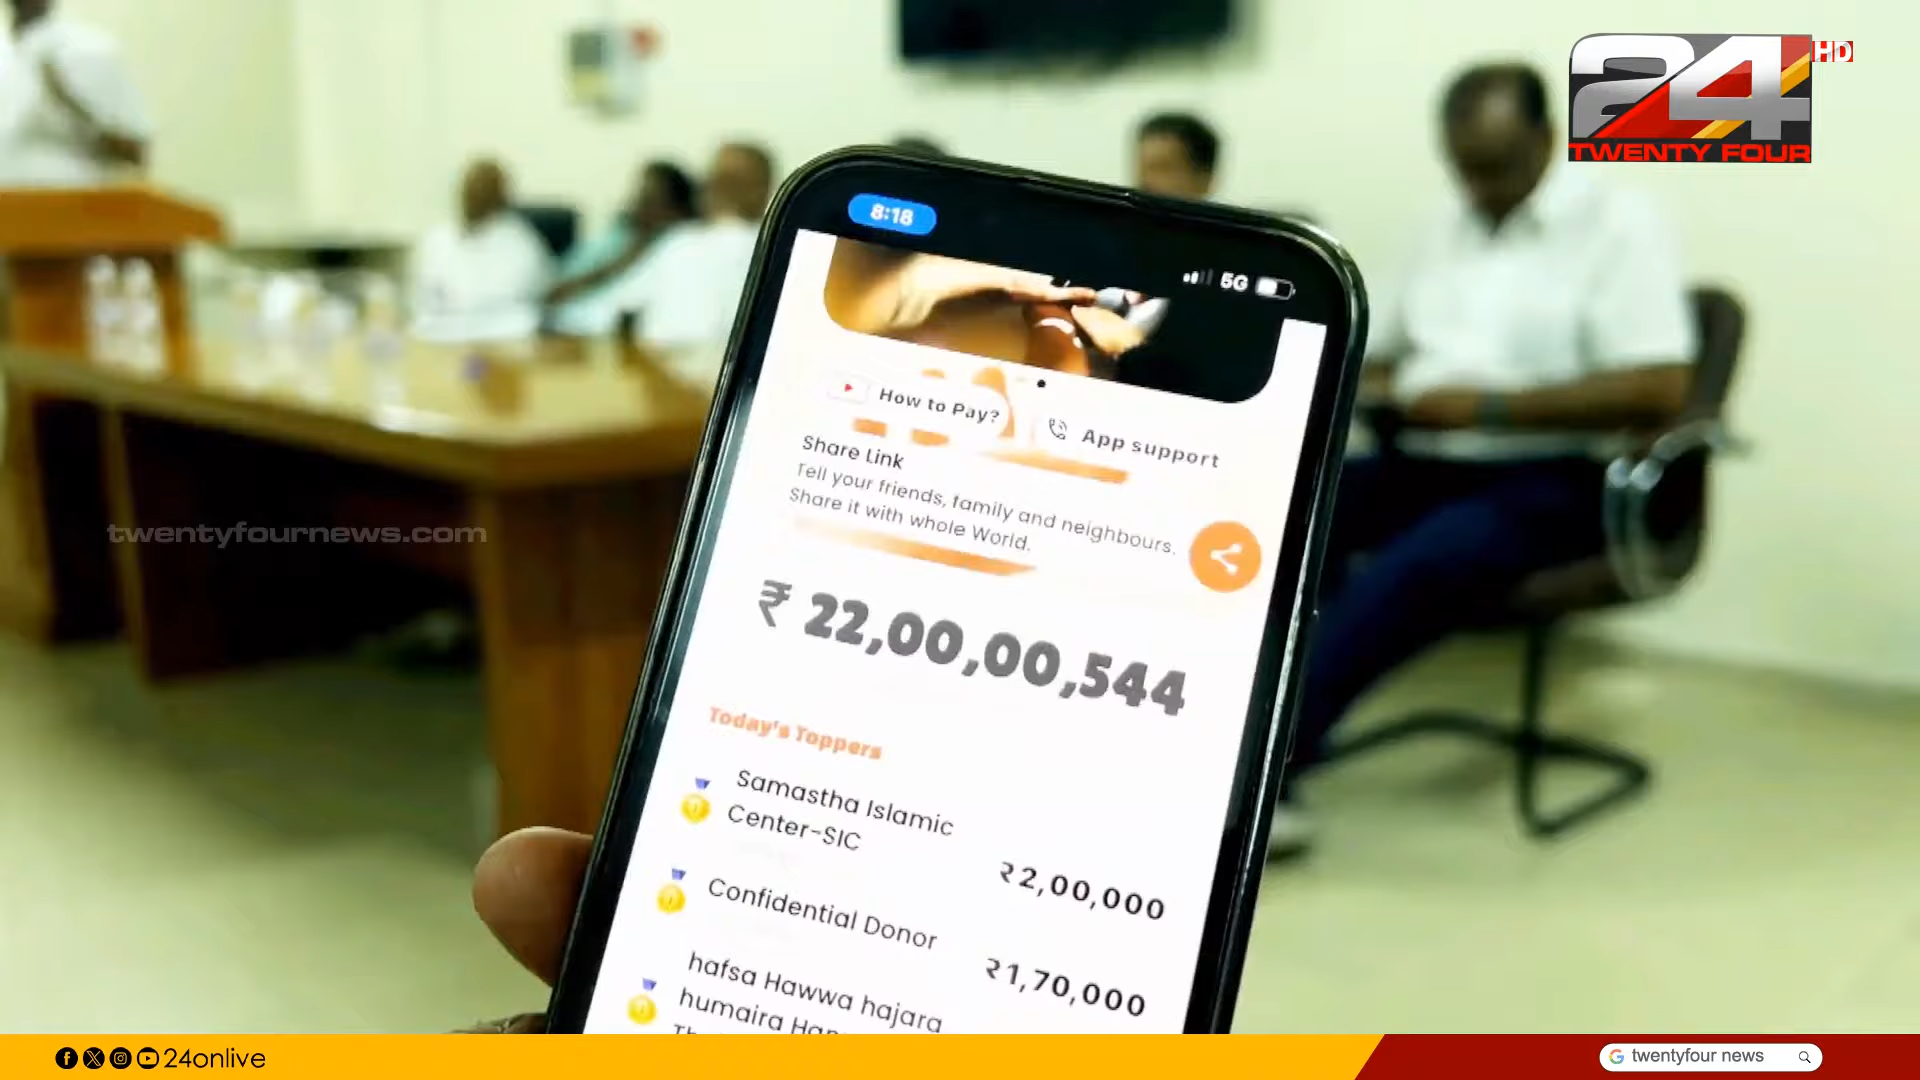 24 HD
TWENTY FOUR
8:18
5G
How to Pay?
App support
Share Link
Tell your friends, family and neighbours.
Share it with whole World.
twentyfournews.com
₹ 22,00,00,544
Today's Toppers
Samastha Islamic
Center-SIC
₹2,00,000
Confidential Donor
₹1,70,000
hafsa Hawwa hajara
humaira
24onlive
twentyfour news